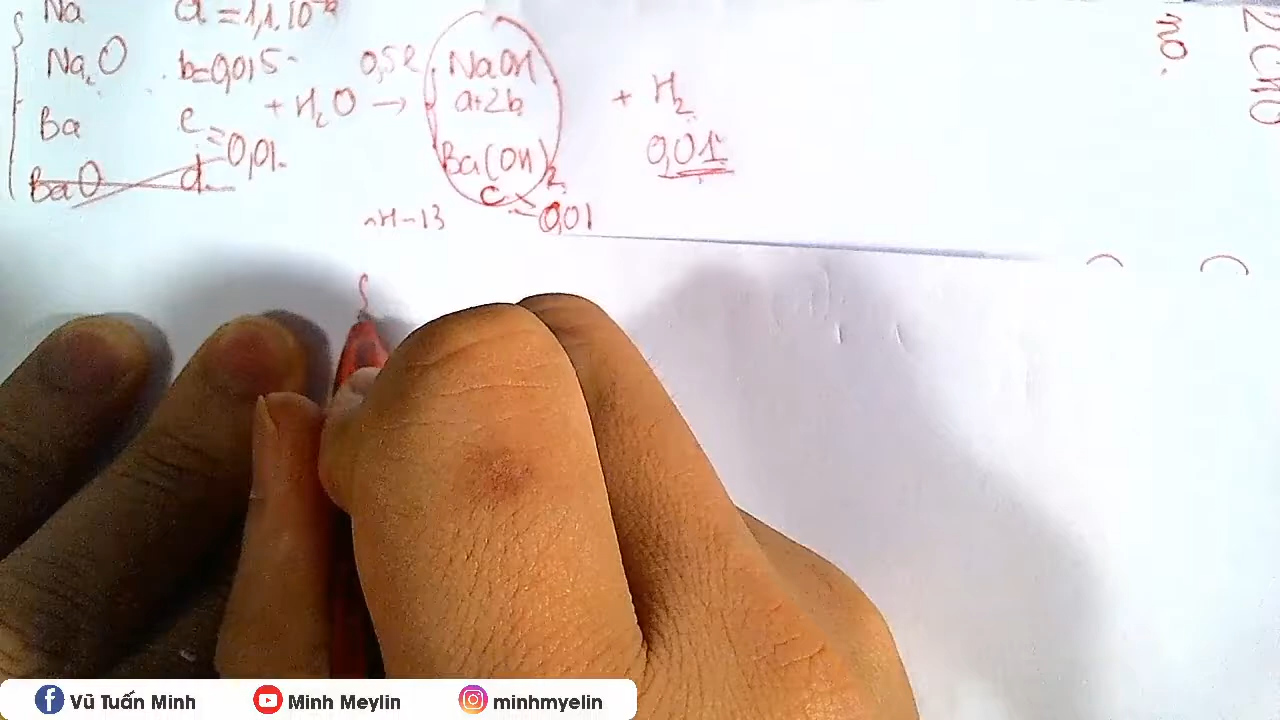 Na a = 1,1.10
Na₂O b=0,015 0,5l NaOH
+ H₂O → a+2b + H₂
Ba c = 0,01 Ba(OH)₂ 0,01
BaO d c = 0,01
pH = 13
Vũ Tuấn Minh Minh Meylin minhmyelin